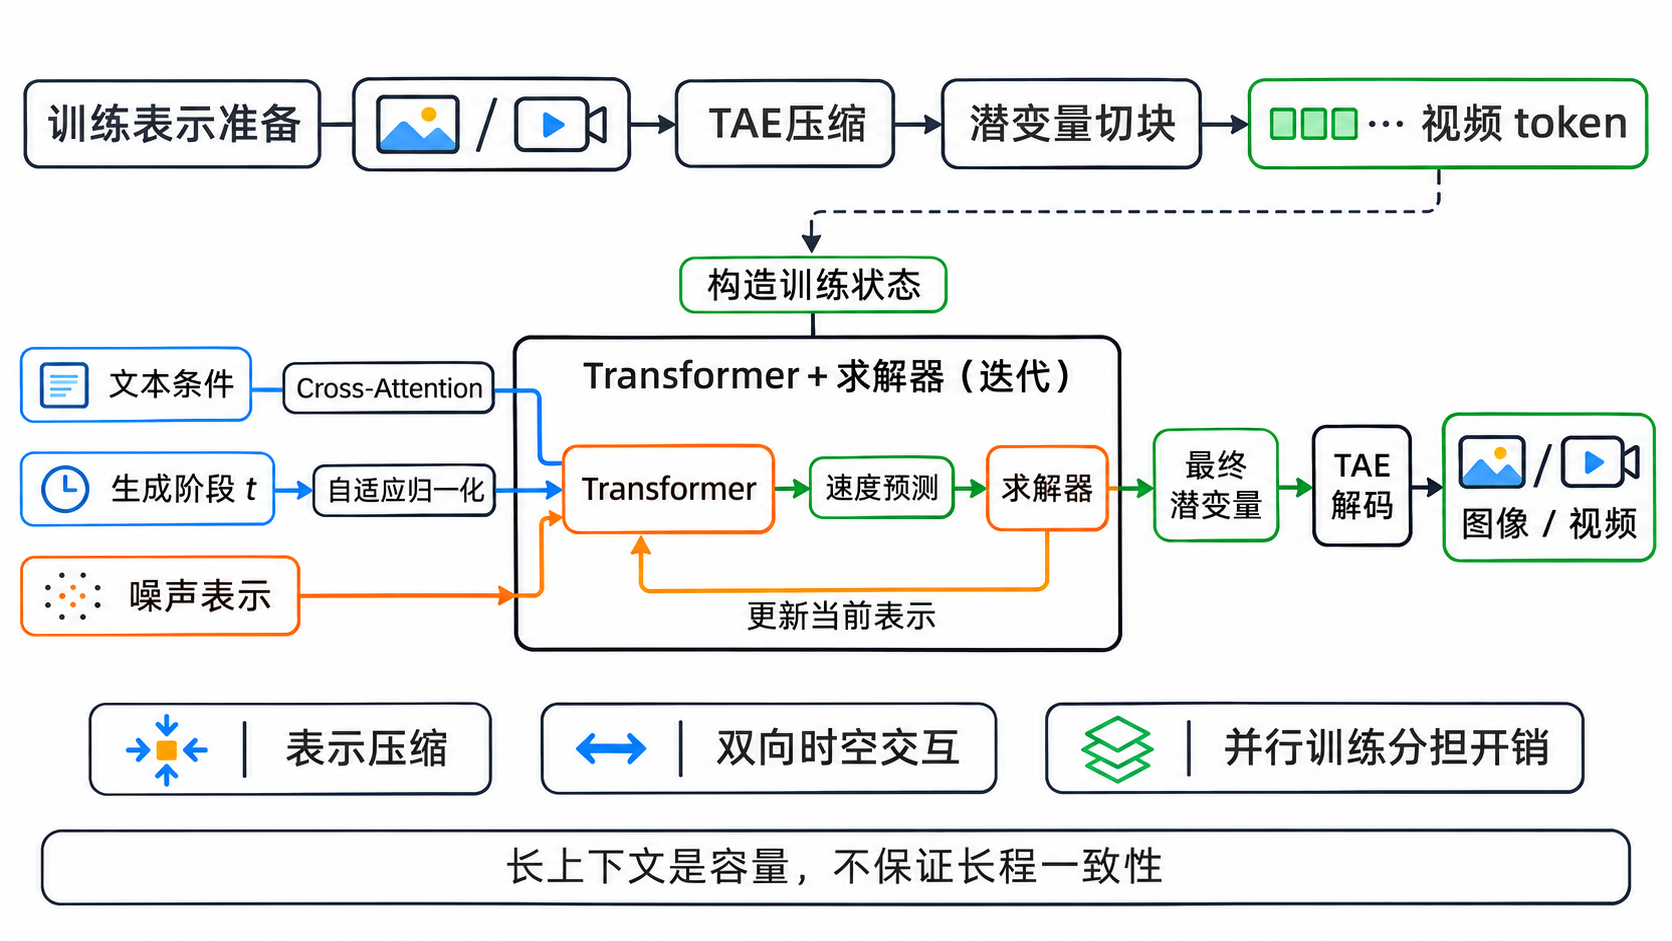 训练表示准备
/
TAE压缩
潜变量切块
··· 视频 token
构造训练状态
文本条件
Cross-Attention
Transformer + 求解器（迭代）
生成阶段 t
自适应归一化
Transformer
速度预测
求解器
最终
潜变量
TAE
解码
/
图像 / 视频
噪声表示
更新当前表示
表示压缩
双向时空交互
并行训练分担开销
长上下文是容量，不保证长程一致性